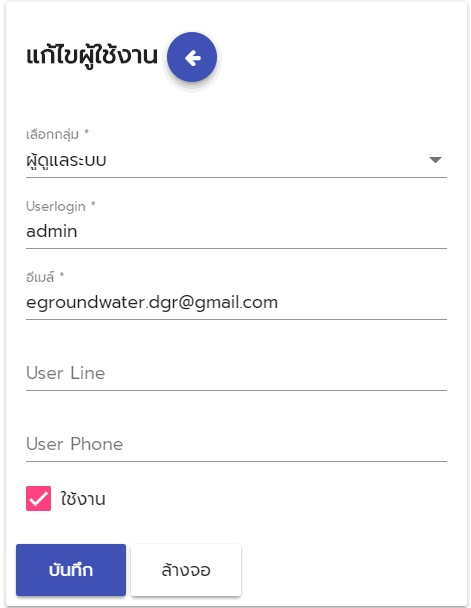 แก้ไขผู้ใช้งาน
เลือกกลุ่ม *
ผู้ดูแลระบบ
Userlogin *
admin
อีเมล์ *
egroundwater.dgr@gmail.com
User Line
User Phone
ใช้งาน
บันทึก ล้างจอ